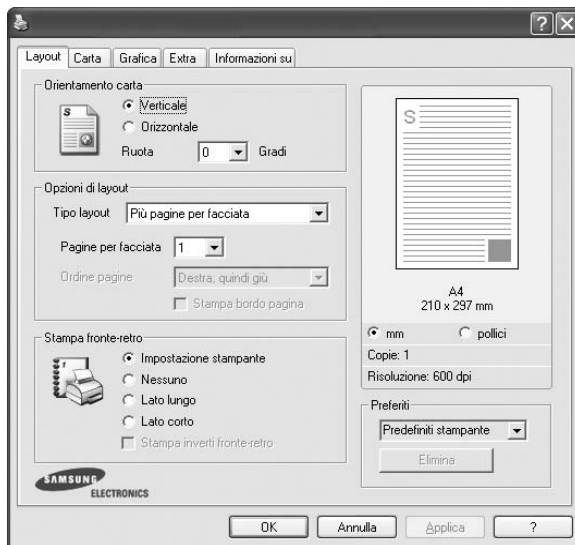 Layout Carta Grafica Extra Informazioni su
Orientamento carta
S
Verticale
Orizzontale
Ruota 0 Gradi
Opzioni di layout
Tipo layout Più pagine per facciata
Pagine per facciata 1
Ordine pagine Destra, quindi giù
Stampa bordo pagina
Stampa fronte-retro
Impostazione stampante
Nessuno
Lato lungo
Lato corto
Stampa inverti fronte-retro
SAMSUNG
ELECTRONICS
S
A4
210 x 297 mm
mm pollici
Copie: 1
Risoluzione: 600 dpi
Preferiti
Predefiniti stampante
Elimina
OK Annulla Applica ?